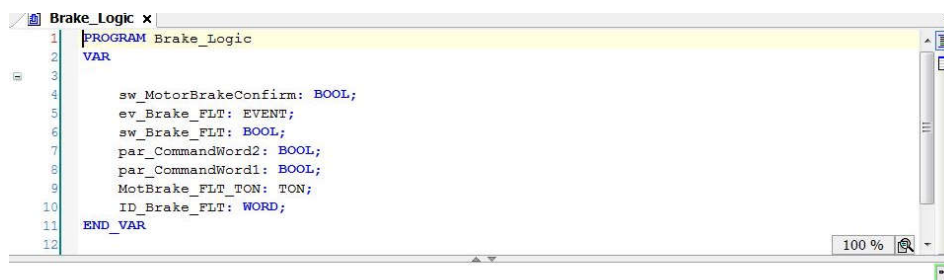 Brake_Logic ×
1 PROGRAM Brake_Logic
2 VAR
3
4 sw_MotorBrakeConfirm: BOOL;
5 ev_Brake_FLT: EVENT;
6 sw_Brake_FLT: BOOL;
7 par_CommandWord2: BOOL;
8 par_CommandWord1: BOOL;
9 MotBrake_FLT_TON: TON;
10 ID_Brake_FLT: WORD;
11 END_VAR
12
100 %